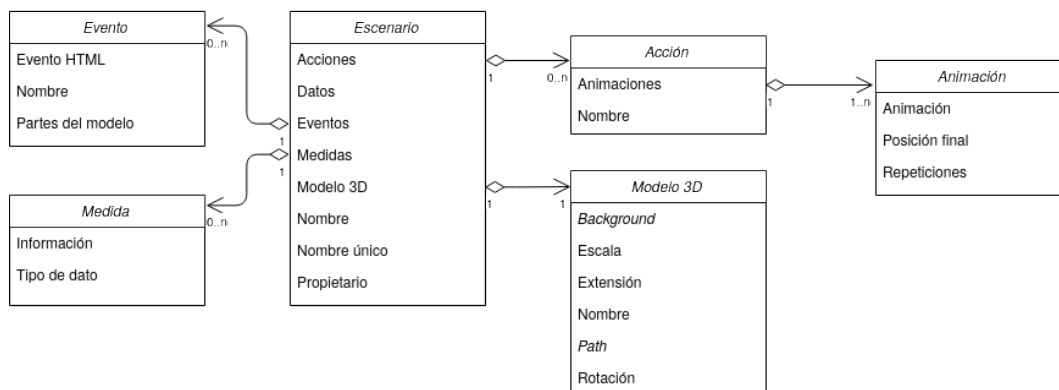 Evento
Evento HTML
Nombre
Partes del modelo
0..n
1
Medida
Información
Tipo de dato
0..n
1
Escenario
Acciones
Datos
Eventos
Medidas
Modelo 3D
Nombre
Nombre único
Propietario
1
0..n
1
1
Acción
Animaciones
Nombre
1
1..n
Modelo 3D
Background
Escala
Extensión
Nombre
Path
Rotación
Animación
Animación
Posición final
Repeticiones